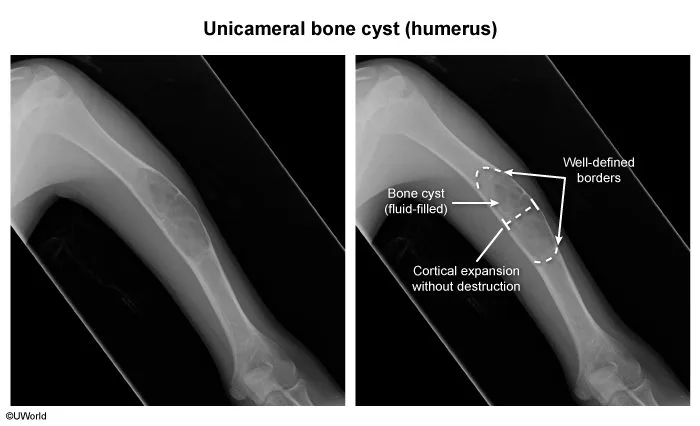 Unicameral bone cyst (humerus)
Well-defined
borders
Bone cyst
(fluid-filled)
Cortical expansion
without destruction
©UWorld